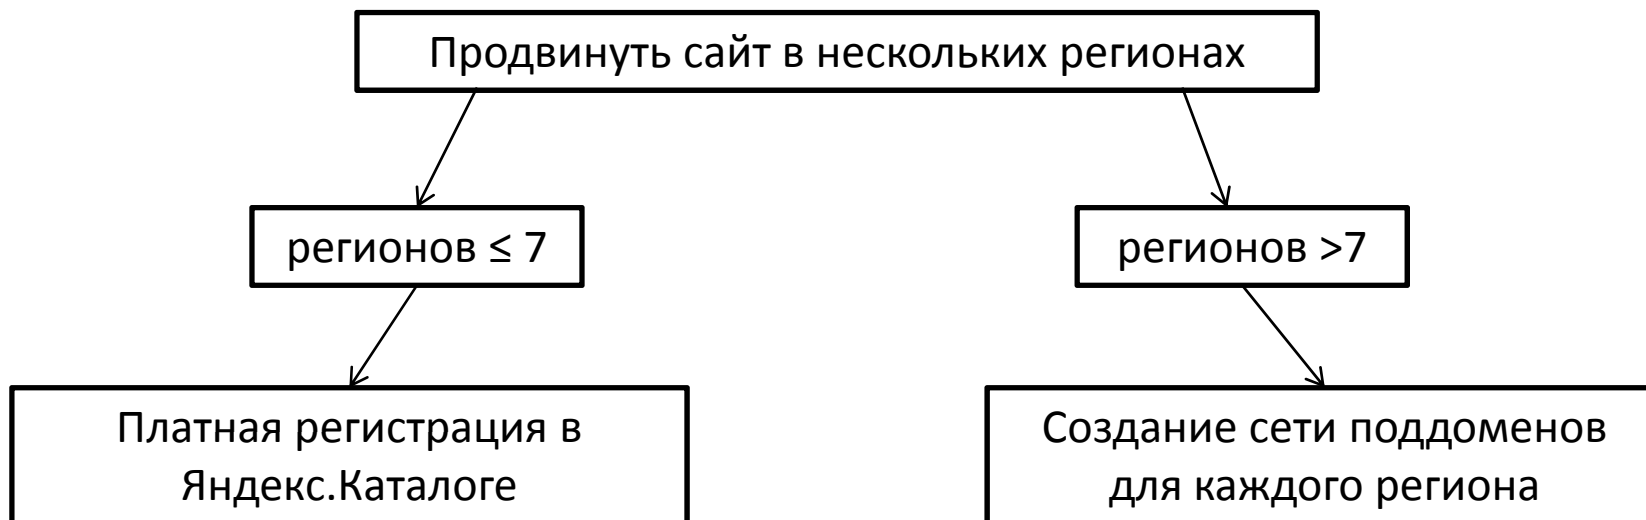 Продвинуть сайт в нескольких регионах
регионов ≤ 7
регионов >7
Платная регистрация в
Яндекс.Каталоге
Создание сети поддоменов
для каждого региона